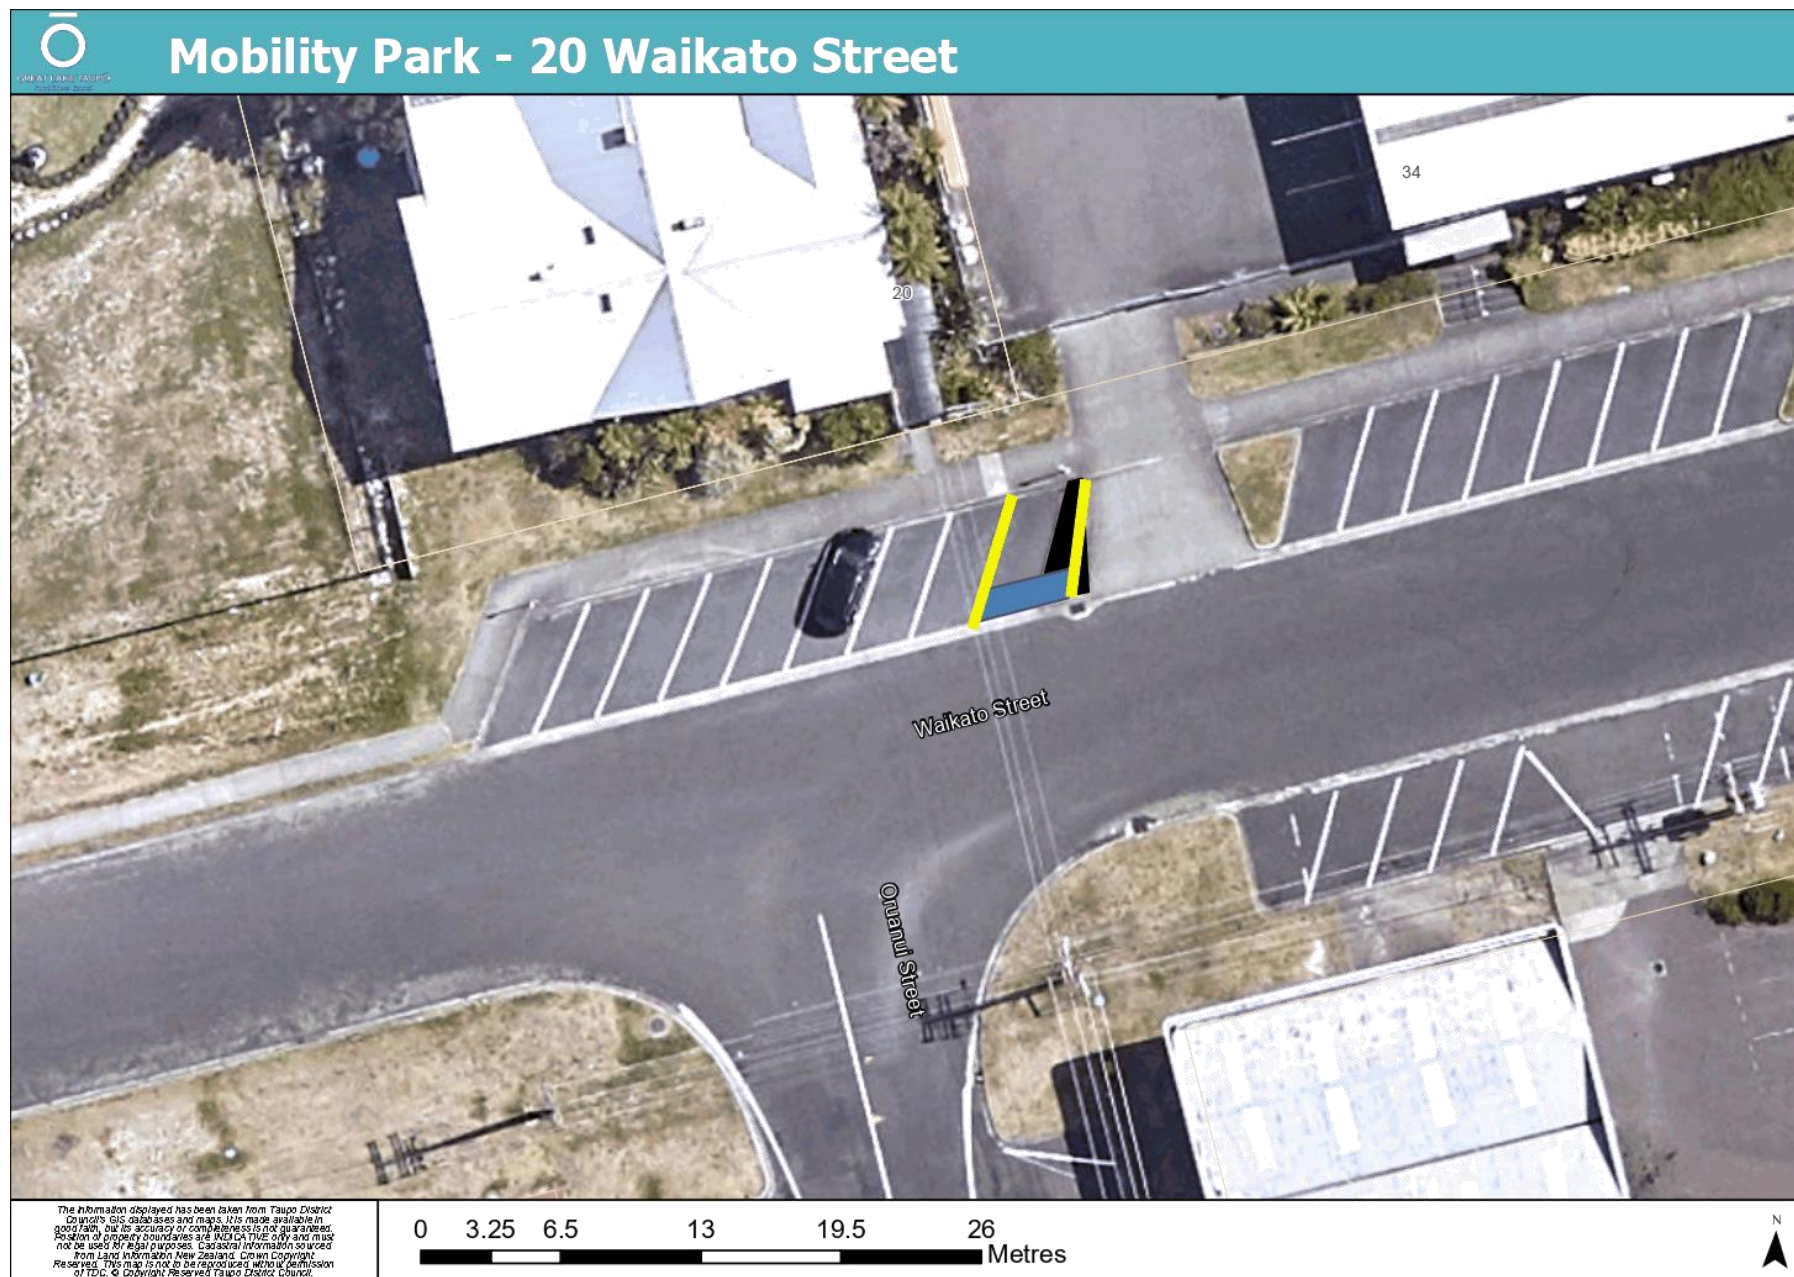 Mobility Park - 20 Waikato Street
GREAT LAKE TAUPŌ
34
20
Waikato Street
Oruanui Street
The information displayed has been taken from Taupo District
Council's GIS databases and maps. It is made available in
good faith, but its accuracy or completeness is not guaranteed.
Position of property boundaries are INDICATIVE only and must
not be used for legal purposes. Cadastral information sourced
from Land Information New Zealand. Crown Copyright
Reserved. This map is not to be reproduced without permission
of TDC. © Copyright Reserved Taupo District Council.
0 3.25 6.5 13 19.5 26
Metres
N